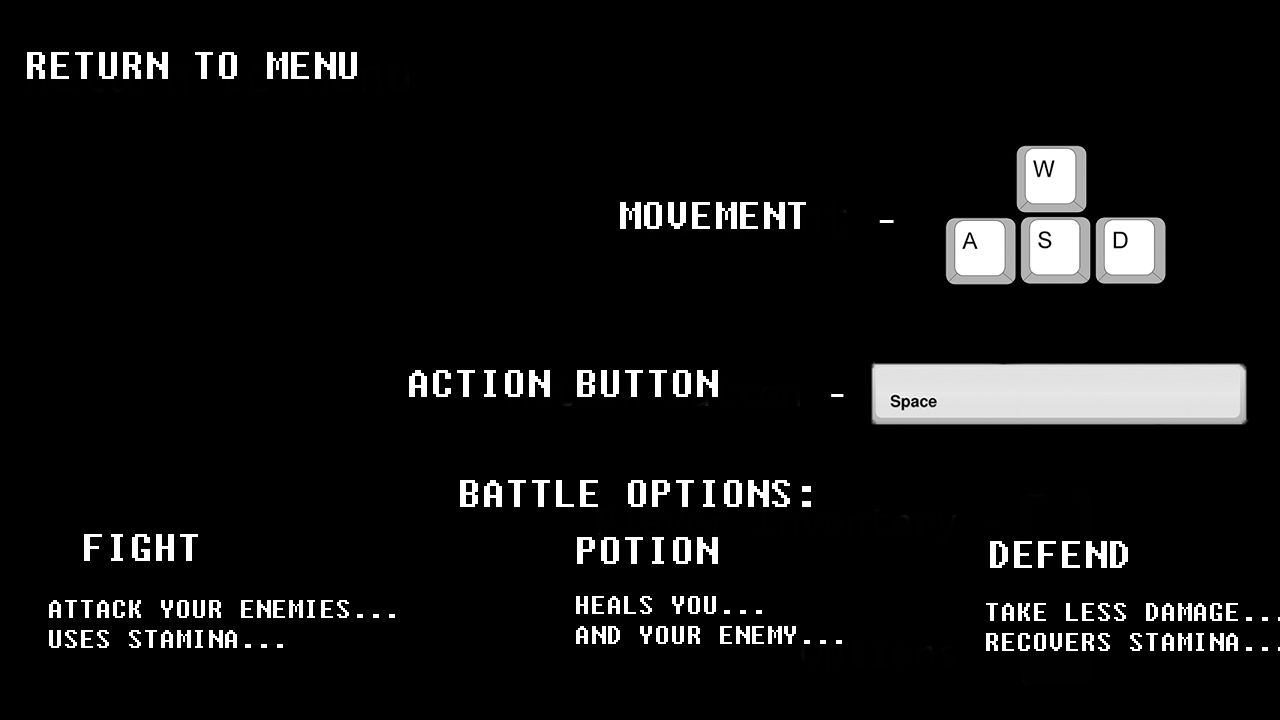 RETURN TO MENU
MOVEMENT -
W
A S D
ACTION BUTTON - Space
BATTLE OPTIONS:
FIGHT
ATTACK YOUR ENEMIES...
USES STAMINA...
POTION
HEALS YOU...
AND YOUR ENEMY...
DEFEND
TAKE LESS DAMAGE...
RECOVERS STAMINA...